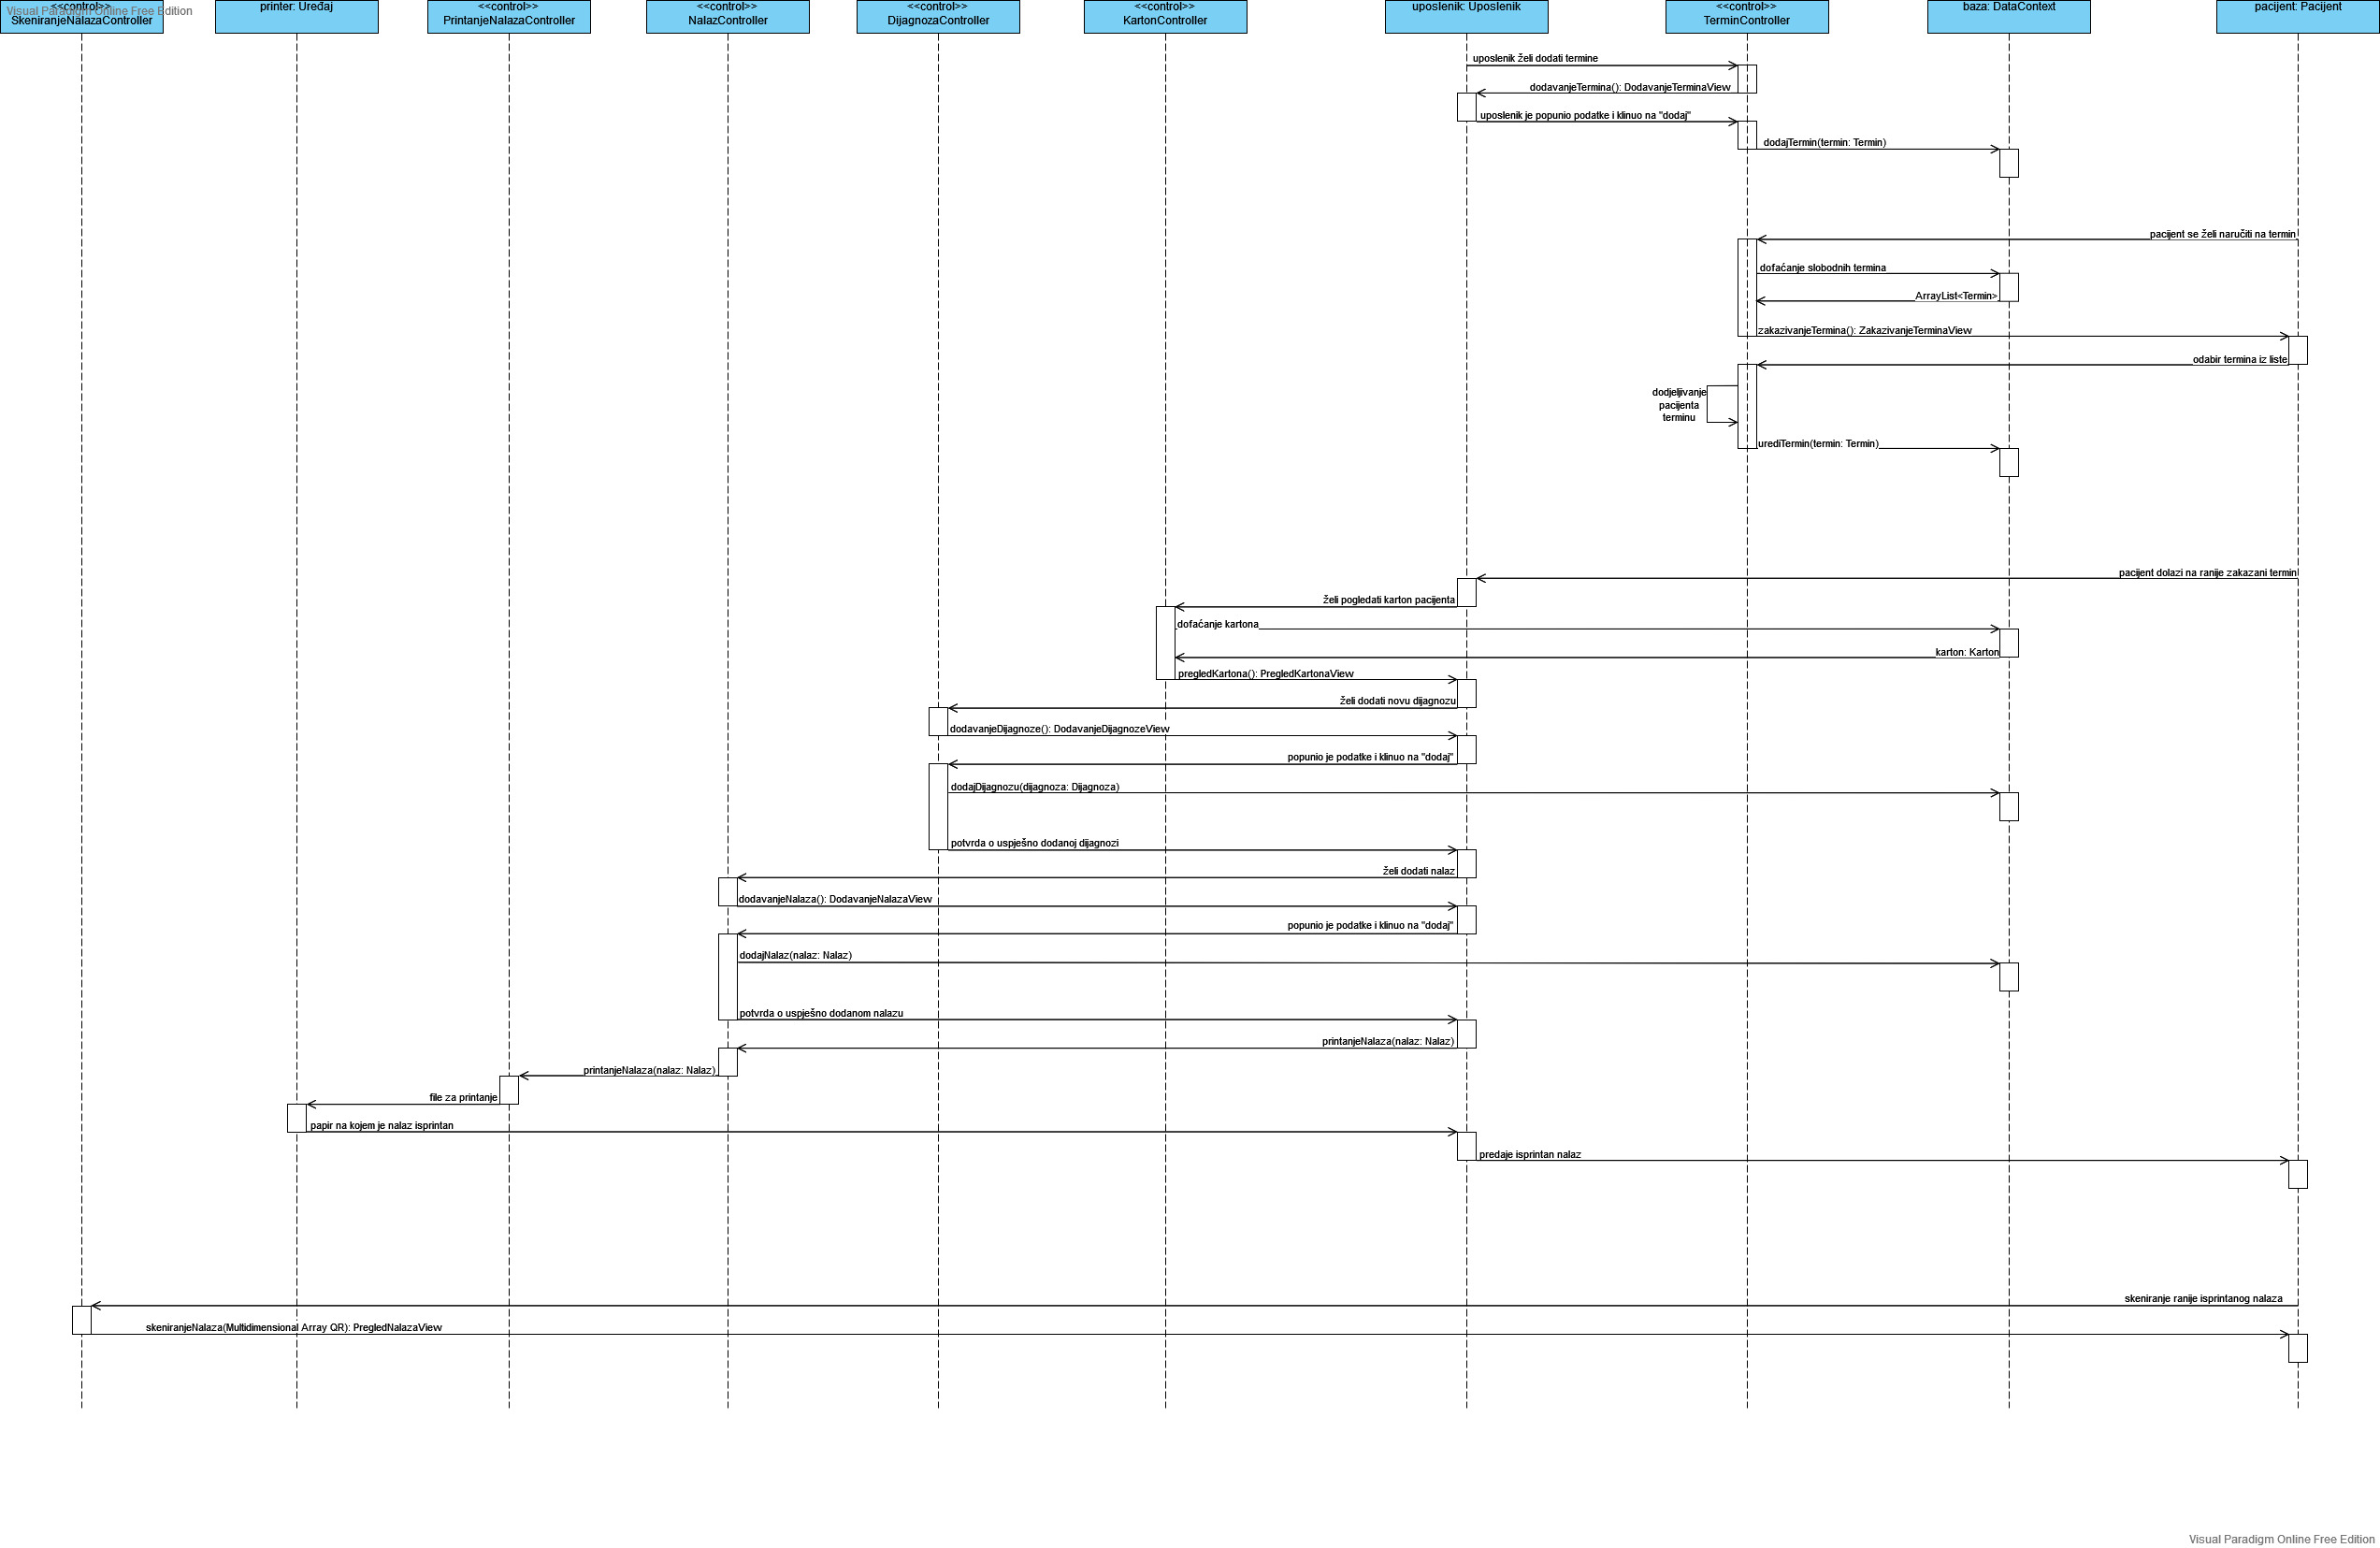 Visual Paradigm Online Free Edition
<<control>>
SkeniranjeNalazaController
printer: Uređaj
<<control>>
PrintanjeNalazaController
<<control>>
NalazController
<<control>>
DijagnozaController
<<control>>
KartonController
uposlenik: Uposlenik
<<control>>
TerminController
baza: DataContext
pacijent: Pacijent
uposlenik želi dodati termine
dodavanjeTermina(): DodavanjeTerminaView
uposlenik je popunio podatke i klinuo na "dodaj"
dodajTermin(termin: Termin)
pacijent se želi naručiti na termin
dofaćanje slobodnih termina
ArrayList<Termin>
zakazivanjeTermina(): ZakazivanjeTerminaView
odabir termina iz liste
dodjeljivanje
pacijenta
terminu
urediTermin(termin: Termin)
pacijent dolazi na ranije zakazani termin
želi pogledati karton pacijenta
dofaćanje kartona
karton: Karton
pregledKartona(): PregledKartonaView
želi dodati novu dijagnozu
dodavanjeDijagnoze(): DodavanjeDijagnozeView
popunio je podatke i klinuo na "dodaj"
dodajDijagnozu(dijagnoza: Dijagnoza)
potvrda o uspješno dodanoj dijagnozi
želi dodati nalaz
dodavanjeNalaza(): DodavanjeNalazaView
popunio je podatke i klinuo na "dodaj"
dodajNalaz(nalaz: Nalaz)
potvrda o uspješno dodanom nalazu
printanjeNalaza(nalaz: Nalaz)
printanjeNalaza(nalaz: Nalaz)
file za printanje
papir na kojem je nalaz isprintan
predaje isprintan nalaz
skeniranje ranije isprintanog nalaza
skeniranjeNalaza(Multidimensional Array QR): PregledNalazaView
Visual Paradigm Online Free Edition